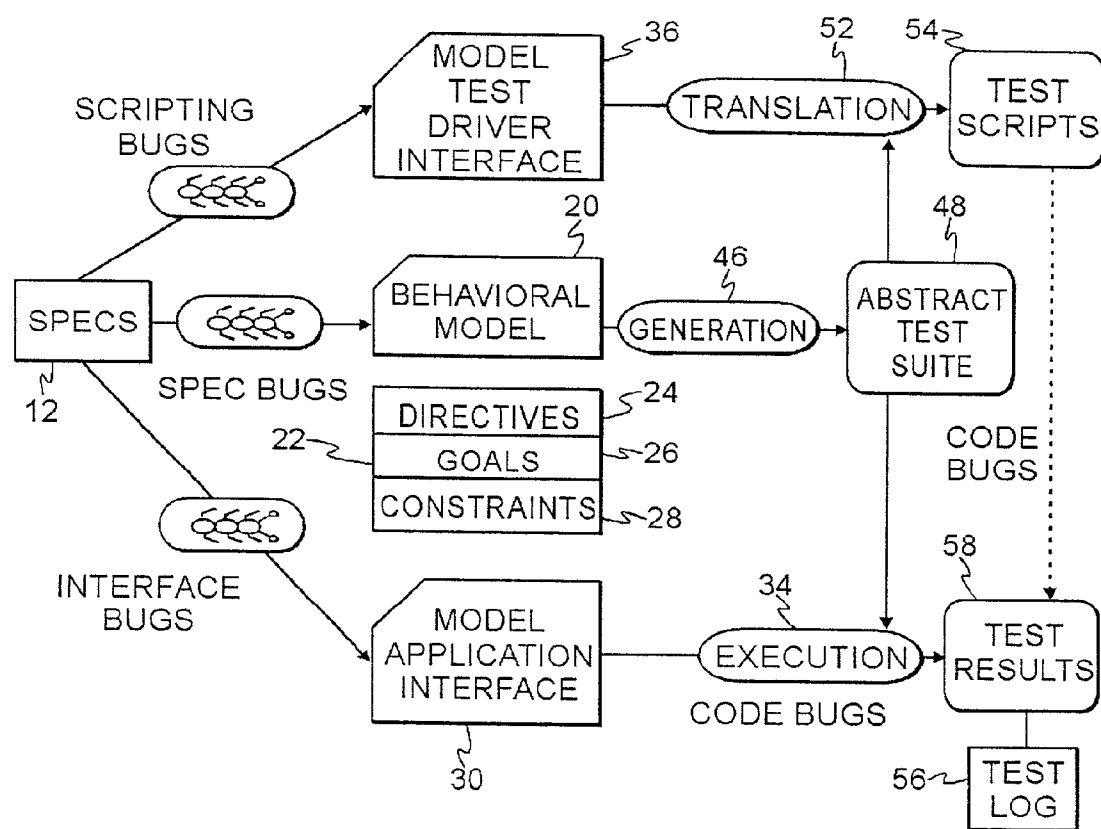 36
MODEL
TEST
DRIVER
INTERFACE
52
TRANSLATION
54
TEST
SCRIPTS
SCRIPTING
BUGS
20
BEHAVIORAL
MODEL
46
GENERATION
48
ABSTRACT
TEST
SUITE
SPECS
12
SPEC BUGS
22
DIRECTIVES
24
GOALS
26
CONSTRAINTS
28
CODE
BUGS
INTERFACE
BUGS
MODEL
APPLICATION
INTERFACE
30
34
EXECUTION
CODE BUGS
58
TEST
RESULTS
56
TEST
LOG